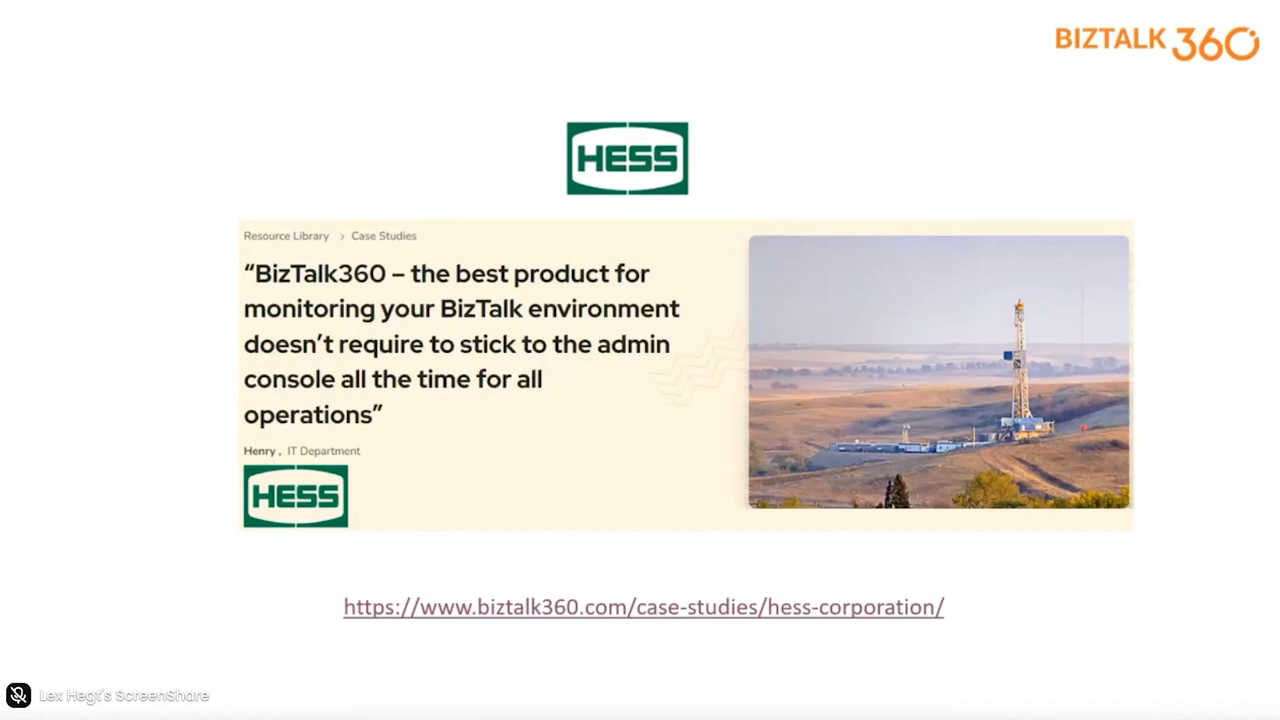 BIZTALK 360
HESS
Resource Library › Case Studies
“BizTalk360 – the best product for
monitoring your BizTalk environment
doesn’t require to stick to the admin
console all the time for all
operations”
Henry , IT Department
HESS
https://www.biztalk360.com/case-studies/hess-corporation/
Lex Hegt's ScreenShare